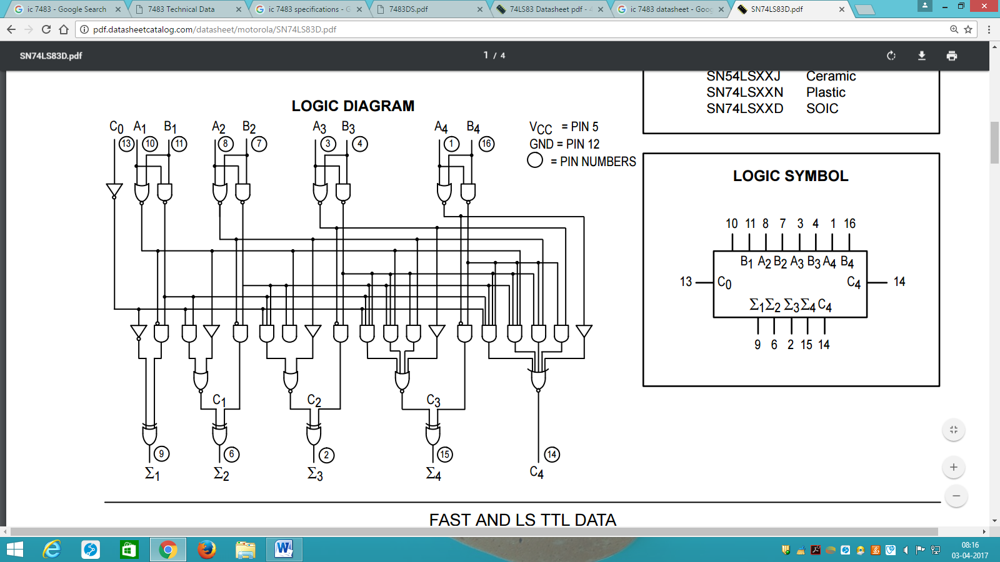 ic 7483 - Google Search
7483 Technical Data
ic 7483 specifications - G
7483DS.pdf
74LS83 Datasheet pdf - 4
ic 7483 datasheet - Goog
SN74LS83D.pdf
pdf.datasheetcatalog.com/datasheet/motorola/SN74LS83D.pdf
SN74LS83D.pdf
1 / 4
SN54LSXXJ Ceramic
SN74LSXXN Plastic
SN74LSXXD SOIC
LOGIC DIAGRAM
C0 A1 B1 A2 B2 A3 B3 A4 B4
13 10 11 8 7 3 4 1 16
VCC = PIN 5
GND = PIN 12
= PIN NUMBERS
C1 C2 C3
9 6 2 15 14
Σ1 Σ2 Σ3 Σ4 C4
LOGIC SYMBOL
10 11 8 7 3 4 1 16
B1 A2 B2 A3 B3 A4 B4
13 C0 C4 14
Σ1 Σ2 Σ3 Σ4 C4
9 6 2 15 14
FAST AND LS TTL DATA
08:16
03-04-2017